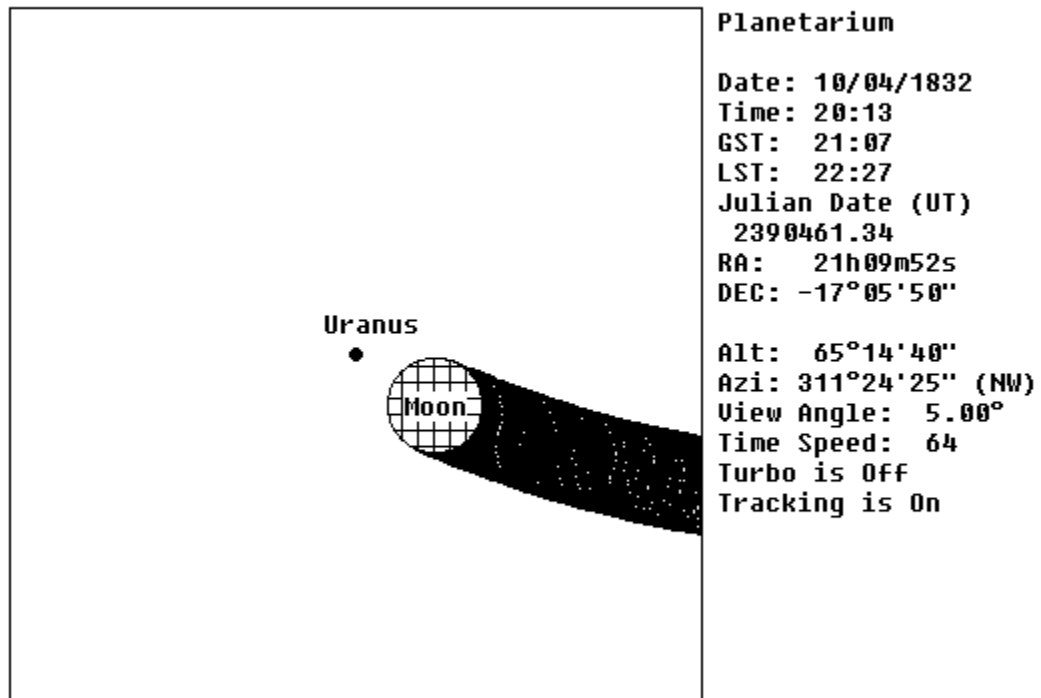 Planetarium
Date: 10/04/1832
Time: 20:13
GST: 21:07
LST: 22:27
Julian Date (UT)
2390461.34
RA: 21h09m52s
DEC: -17°05'50"
Alt: 65°14'40"
Azi: 311°24'25" (NW)
View Angle: 5.00°
Time Speed: 64
Turbo is Off
Tracking is On
Uranus
Moon